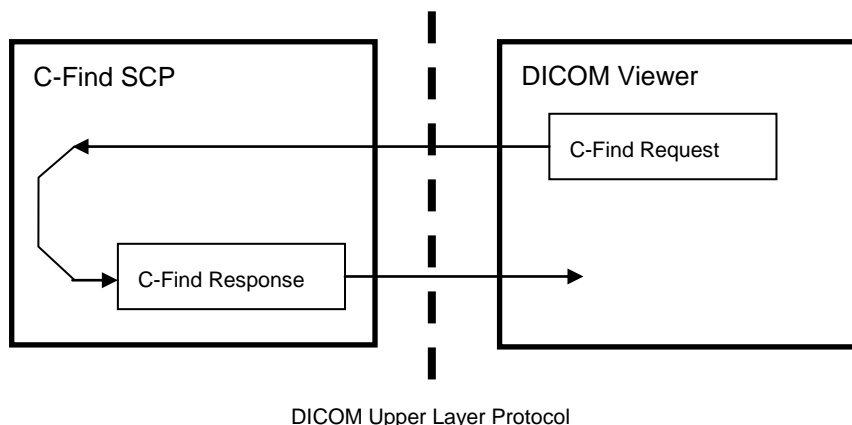 C-Find SCP
DICOM Viewer
C-Find Request
C-Find Response
DICOM Upper Layer Protocol